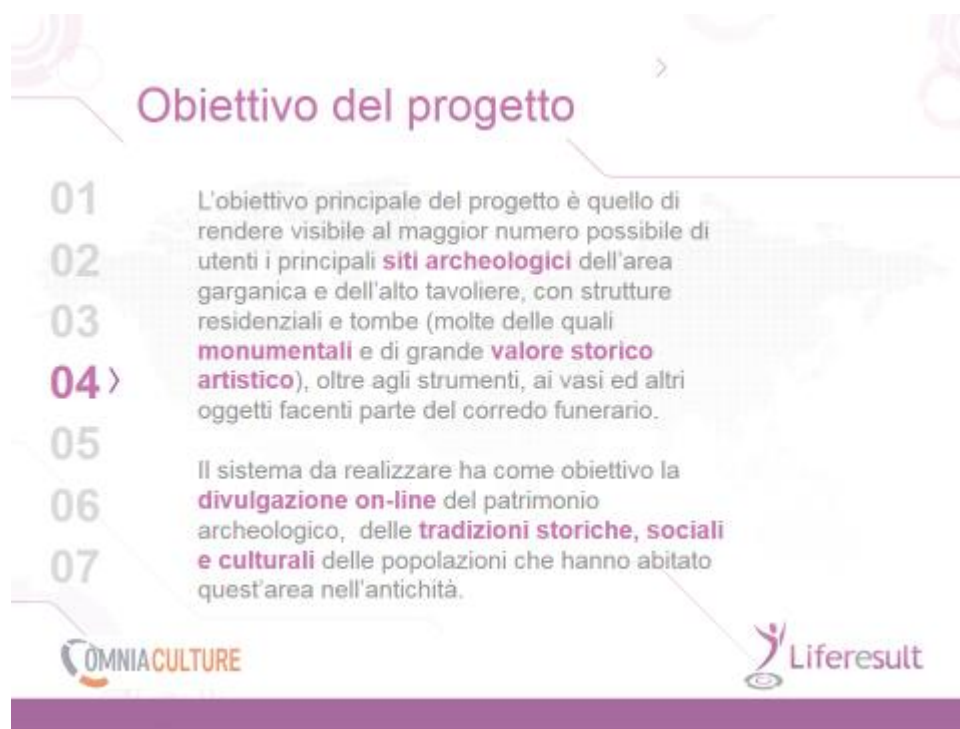 Obiettivo del progetto
01
02
03
04
05
06
07
L'obiettivo principale del progetto è quello di
rendere visibile al maggior numero possibile di
utenti i principali siti archeologici dell'area
garganica e dell'alto tavoliere, con strutture
residenziali e tombe (molte delle quali
monumentali e di grande valore storico
artistico), oltre agli strumenti, ai vasi ed altri
oggetti facenti parte del corredo funerario.
Il sistema da realizzare ha come obiettivo la
divulgazione on-line del patrimonio
archeologico, delle tradizioni storiche, sociali
e culturali delle popolazioni che hanno abitato
quest'area nell'antichità.
OMNIACULTURE
Liferesult